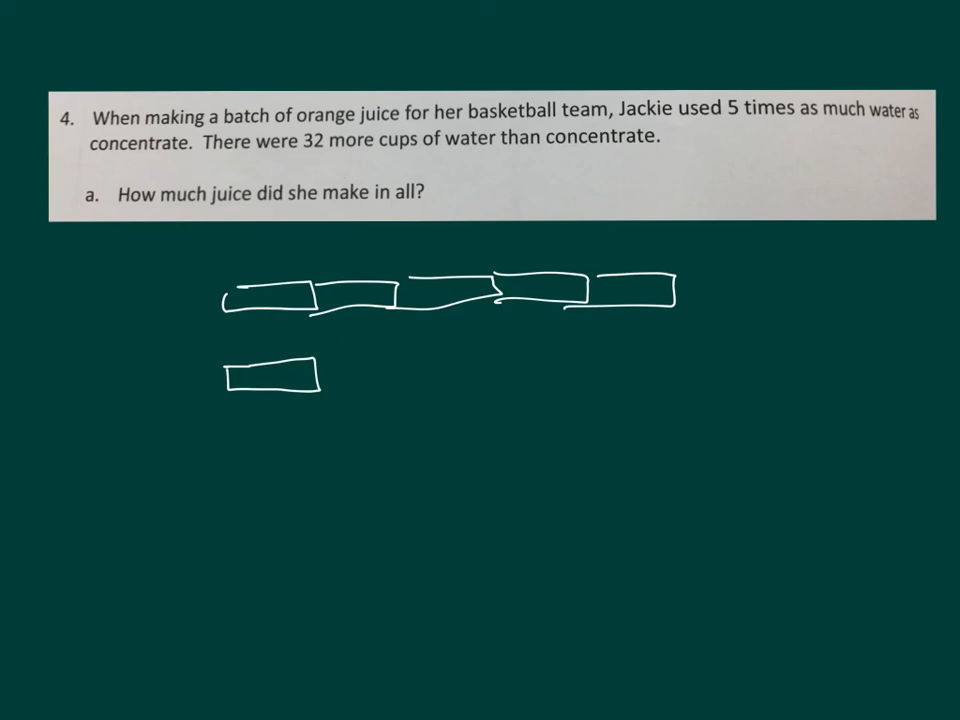 4. When making a batch of orange juice for her basketball team, Jackie used 5 times as much water as
concentrate. There were 32 more cups of water than concentrate.
a. How much juice did she make in all?